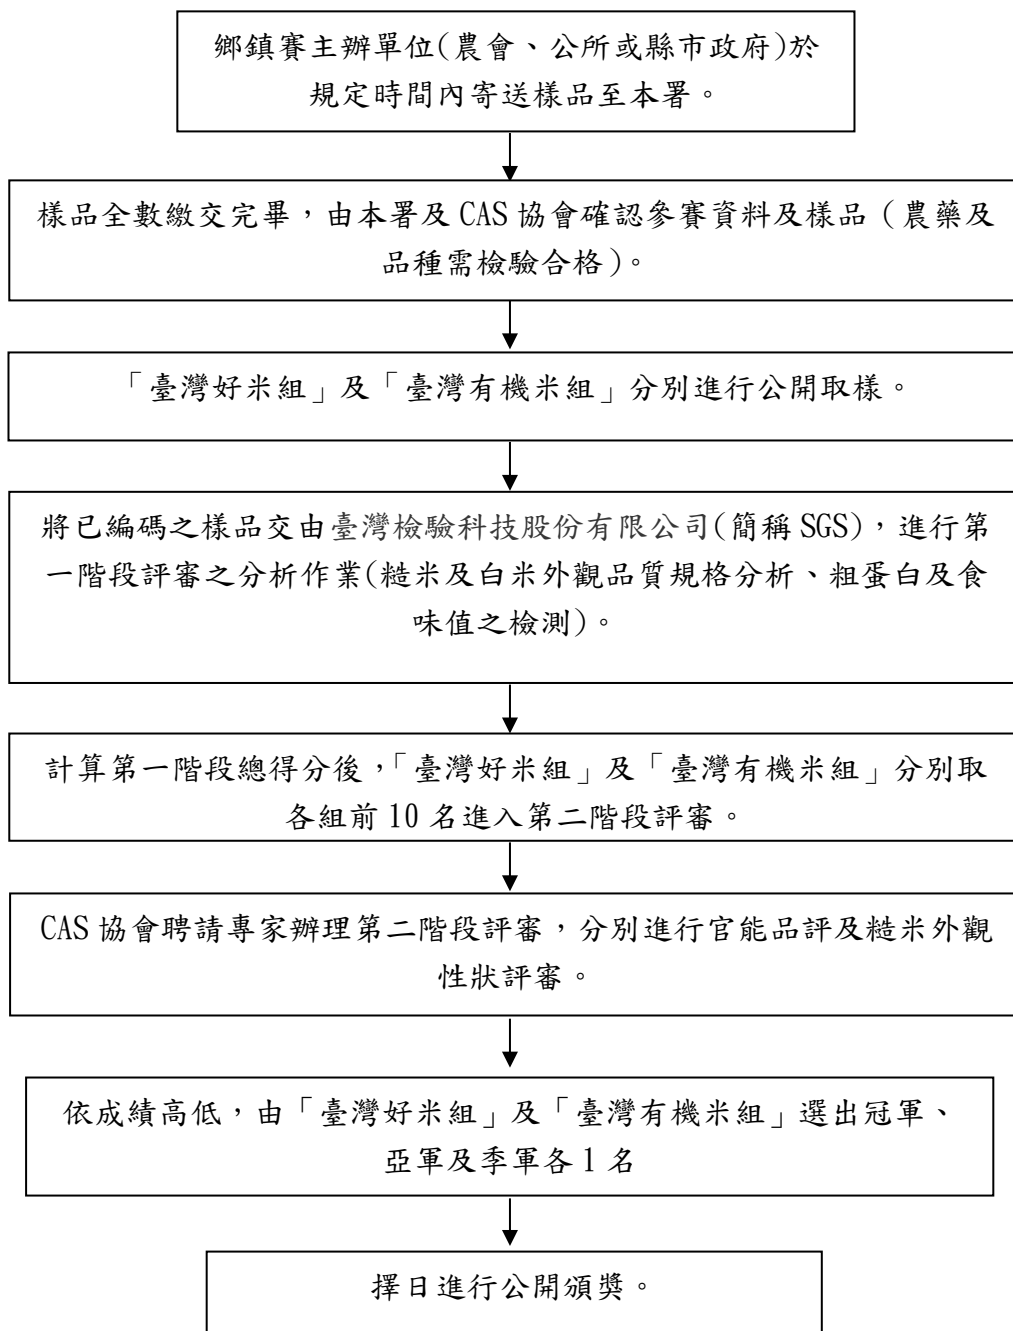 鄉鎮賽主辦單位(農會、公所或縣市政府)於
規定時間內寄送樣品至本署。
樣品全數繳交完畢，由本署及 CAS 協會確認參賽資料及樣品（農藥及
品種需檢驗合格）。
「臺灣好米組」及「臺灣有機米組」分別進行公開取樣。
將已編碼之樣品交由臺灣檢驗科技股份有限公司(簡稱 SGS)，進行第
一階段評審之分析作業(糙米及白米外觀品質規格分析、粗蛋白及食
味值之檢測)。
計算第一階段總得分後，「臺灣好米組」及「臺灣有機米組」分別取
各組前 10 名進入第二階段評審。
CAS 協會聘請專家辦理第二階段評審，分別進行官能品評及糙米外觀
性狀評審。
依成績高低，由「臺灣好米組」及「臺灣有機米組」選出冠軍、
亞軍及季軍各 1 名
擇日進行公開頒獎。